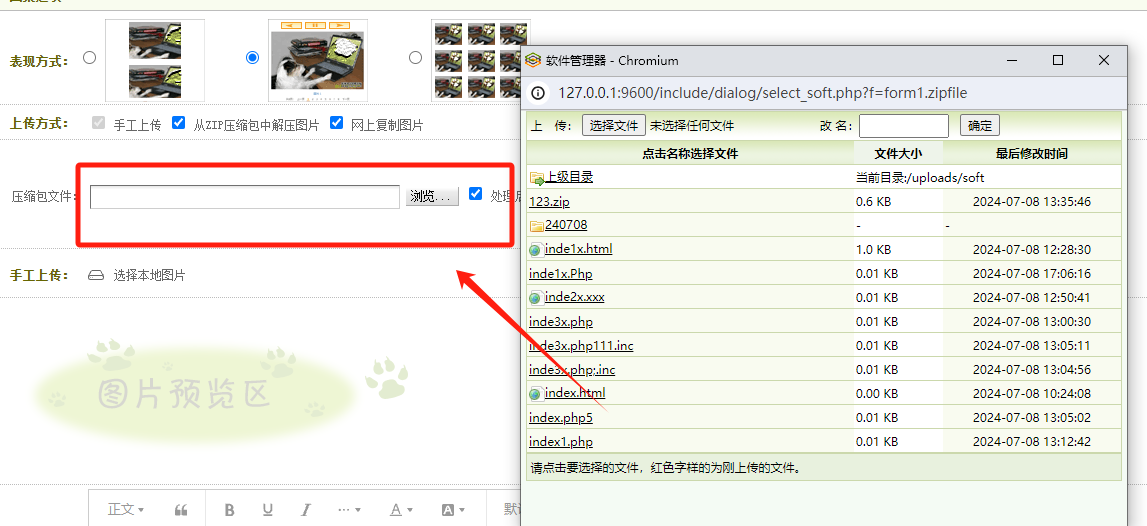 表现方式：
上传方式： 手工上传 从ZIP压缩包中解压图片 网上复制图片
压缩包文件： 浏览... 处理后
手工上传： 选择本地图片
图片预览区
正文 B U I ... A A 默认
软件管理器 - Chromium
127.0.0.1:9600/include/dialog/select_soft.php?f=form1.zipfile
上 传： 选择文件 未选择任何文件 改名： 确定
点击名称选择文件 文件大小 最后修改时间
上级目录 当前目录:/uploads/soft
123.zip 0.6 KB 2024-07-08 13:35:46
240708 - -
inde1x.html 1.0 KB 2024-07-08 12:28:30
inde1x.Php 0.01 KB 2024-07-08 17:06:16
inde2x.xxx 0.01 KB 2024-07-08 12:50:41
inde3x.php 0.01 KB 2024-07-08 13:00:30
inde3x.php111.inc 0.01 KB 2024-07-08 13:05:11
inde3x.php;.inc 0.01 KB 2024-07-08 13:04:56
index.html 0.00 KB 2024-07-08 10:24:08
index.php5 0.01 KB 2024-07-08 13:05:02
index1.php 0.01 KB 2024-07-08 13:12:42
请点击要选择的文件，红色字样的为刚上传的文件。